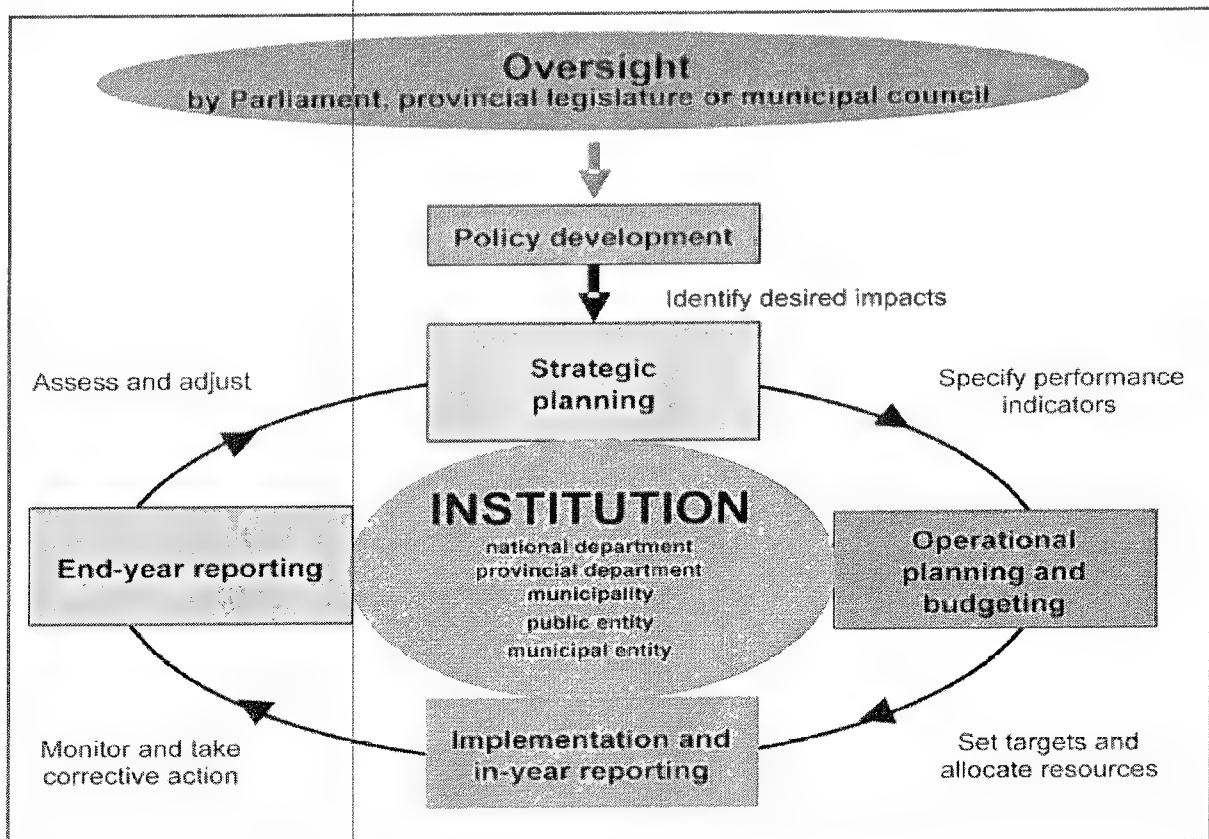 Oversight
by Parliament, provincial legislature or municipal council
Policy development
Identify desired impacts
Strategic
planning
Assess and adjust
Specify performance
indicators
INSTITUTION
national department
provincial department
municipality
public entity
municipal entity
End-year reporting
Operational
planning and
budgeting
Implementation and
in-year reporting
Monitor and take
corrective action
Set targets and
allocate resources